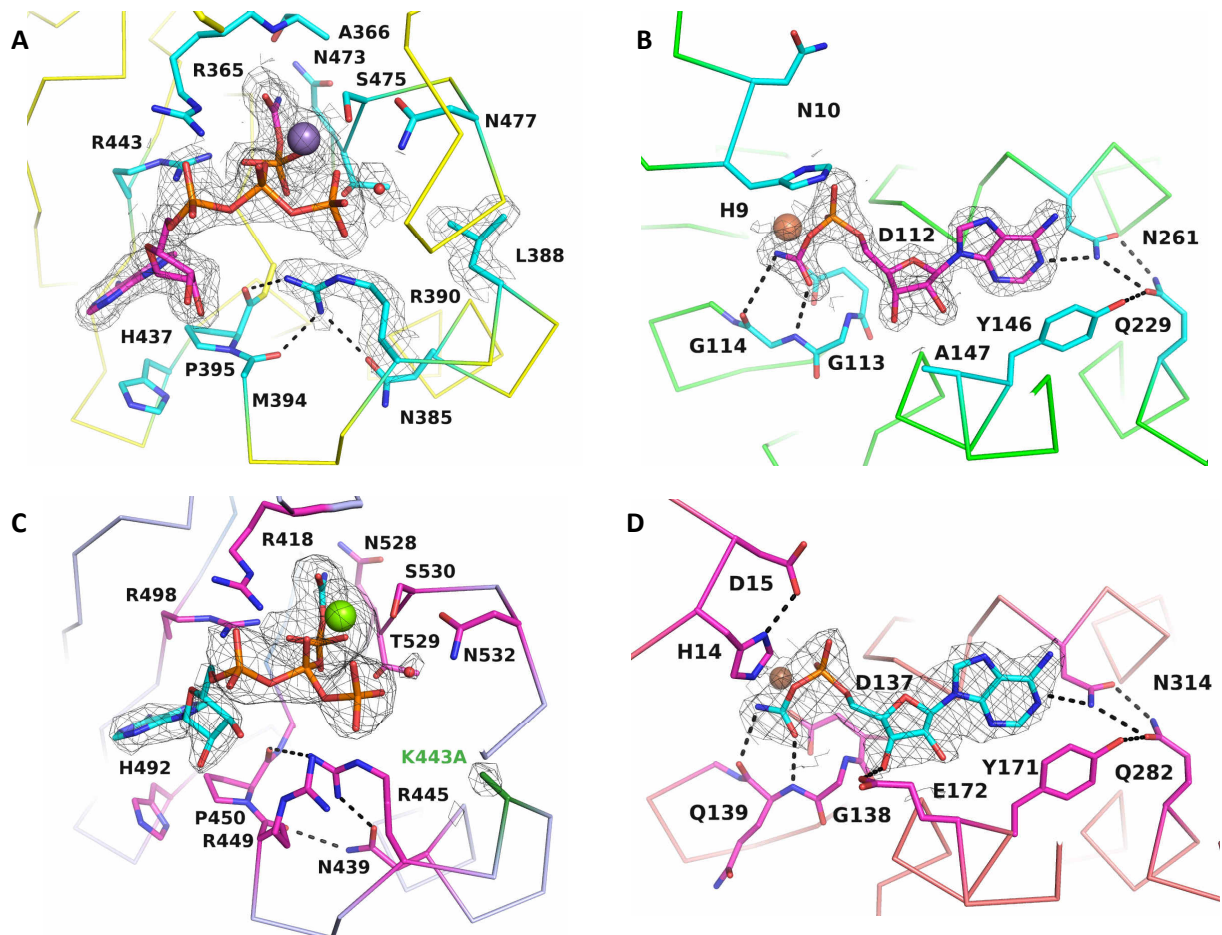 A
A366
R365
N473
S475
N477
R443
L388
R390
H437
P395
M394
N385
B
N10
H9
D112
N261
G114
Y146
Q229
G113
A147
C
R418
N528
S530
R498
T529
N532
K443A
H492
R445
P450
R449
N439
D
D15
H14
D137
N314
Y171
E172
Q282
Q139
G138